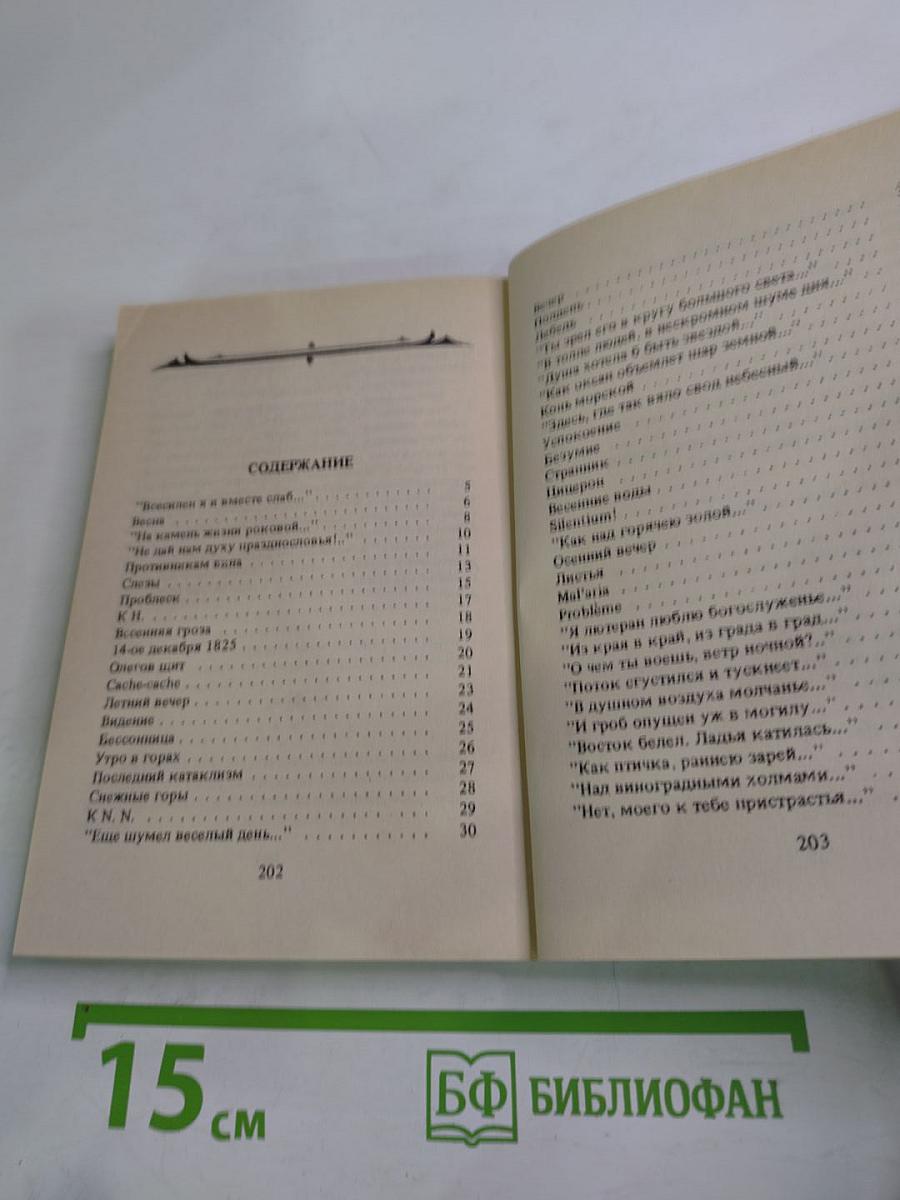 СОДЕРЖАНИЕ
"Всесилен я и вместе слаб..." 5
Весна 6
"На камень жизни роковой..." 8
"Не дай нам духу празднословья!.." 10
Противникам вина 11
Слезы 13
Проблеск 15
К Н. 17
Весенняя гроза 18
14-ое декабря 1825 19
Олегов щит 20
Cache-cache 21
Летний вечер 23
Видение 24
Бессонница 25
Утро в горах 26
Последний катаклизм 27
Снежные горы 28
К N. N. 29
"Еще шумел веселый день..." 30
202
Вечер
Полдень
Лебедь
"Ты зрел его в кругу большого света..."
"В толпе людей, в нескромном шуме дня..."
"Душа хотела б быть звездой..."
"Как океан объемлет шар земной..."
Конь морской
"Здесь, где так вяло свод небесный..."
Успокоение
Безумие
Странник
Цицерон
Весенние воды
Silentium!
"Как над горячею золой..."
Осенний вечер
Листья
Mal'aria
Problème
"Я лютеран люблю богослуженье..."
"Из края в край, из града в град..."
"О чем ты воешь, ветр ночной?.."
"Поток сгустился и тускнеет..."
"В душном воздуха молчанье..."
"И гроб опущен уж в могилу..."
"Восток белел. Ладья катилась..."
"Как птичка, раннею зарей..."
"Над виноградными холмами..."
"Нет, моего к тебе пристрастья..."
203
15 см
БФ БИБЛИОФАН